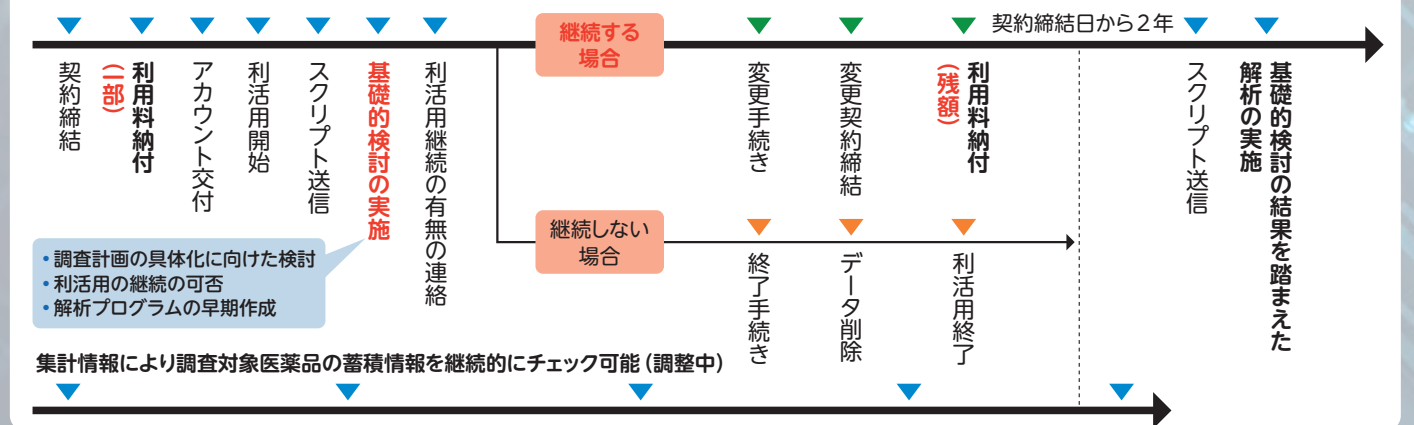 契約締結
利用料納付
(一部)
アカウント交付
利活用開始
スクリプト送信
基礎的検討の実施
利活用継続の有無の連絡
・調査計画の具体化に向けた検討
・利活用の継続の可否
・解析プログラムの早期作成
継続する
場合
変更手続き
変更契約締結
利用料納付
(残額)
契約締結日から2年
スクリプト送信
基礎的検討の結果を踏まえた
解析の実施
継続しない
場合
終了手続き
データ削除
利活用終了
集計情報により調査対象医薬品の蓄積情報を継続的にチェック可能(調整中)